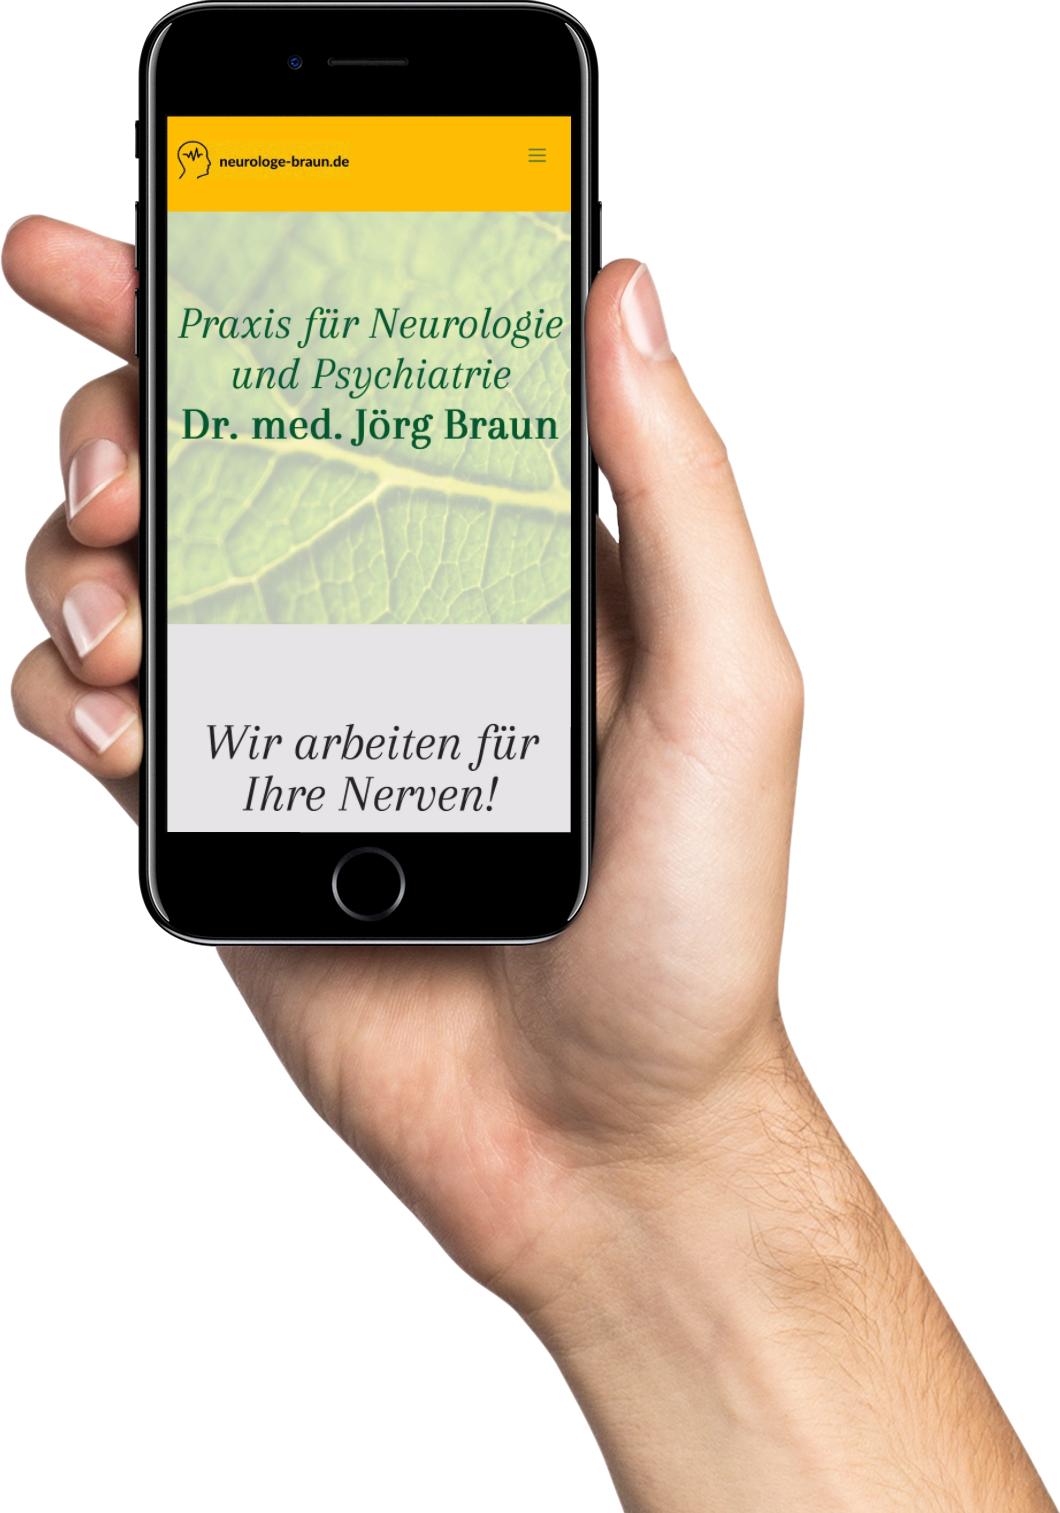 neurologe-braun.de
Praxis für Neurologie
und Psychiatrie
Dr. med. Jörg Braun
Wir arbeiten für
Ihre Nerven!